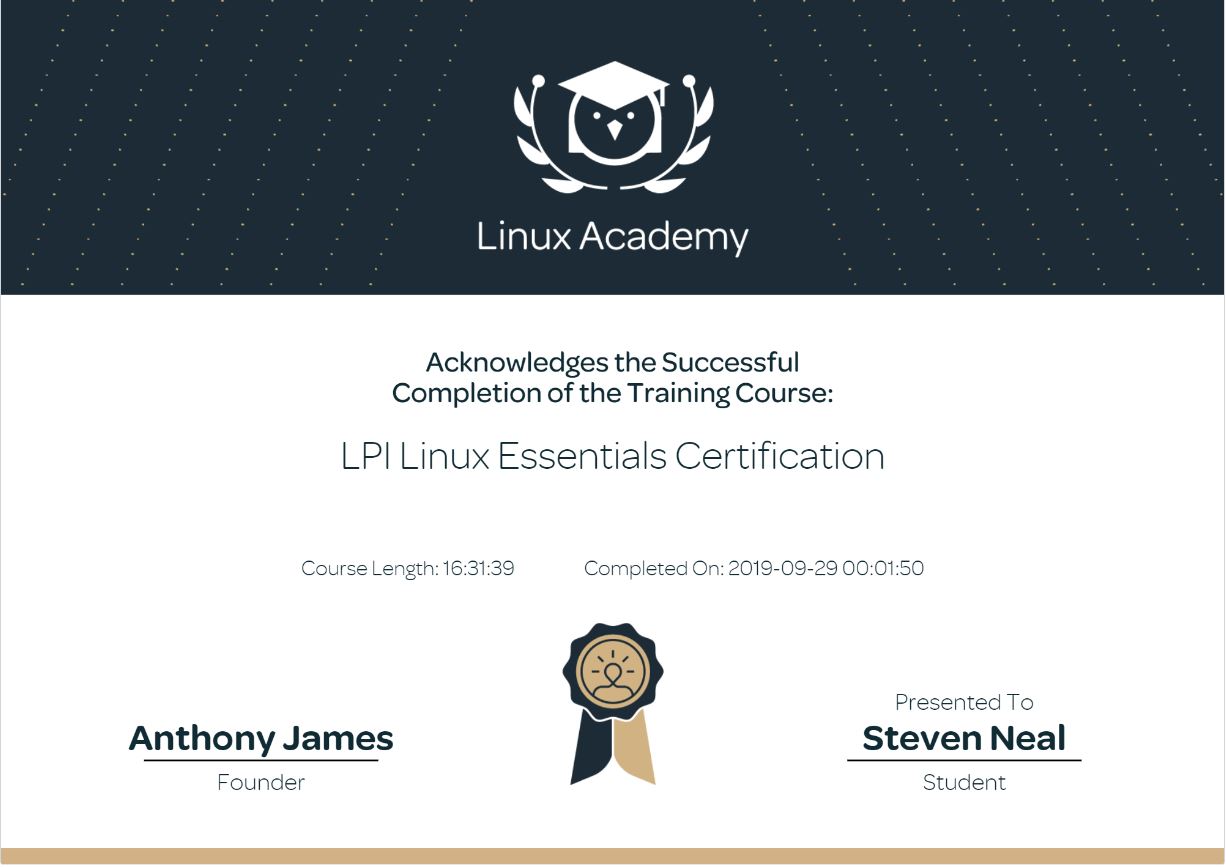 Linux Academy
Acknowledges the Successful
Completion of the Training Course:
LPI Linux Essentials Certification
Course Length: 16:31:39
Completed On: 2019-09-29 00:01:50
Anthony James
Founder
Presented To
Steven Neal
Student